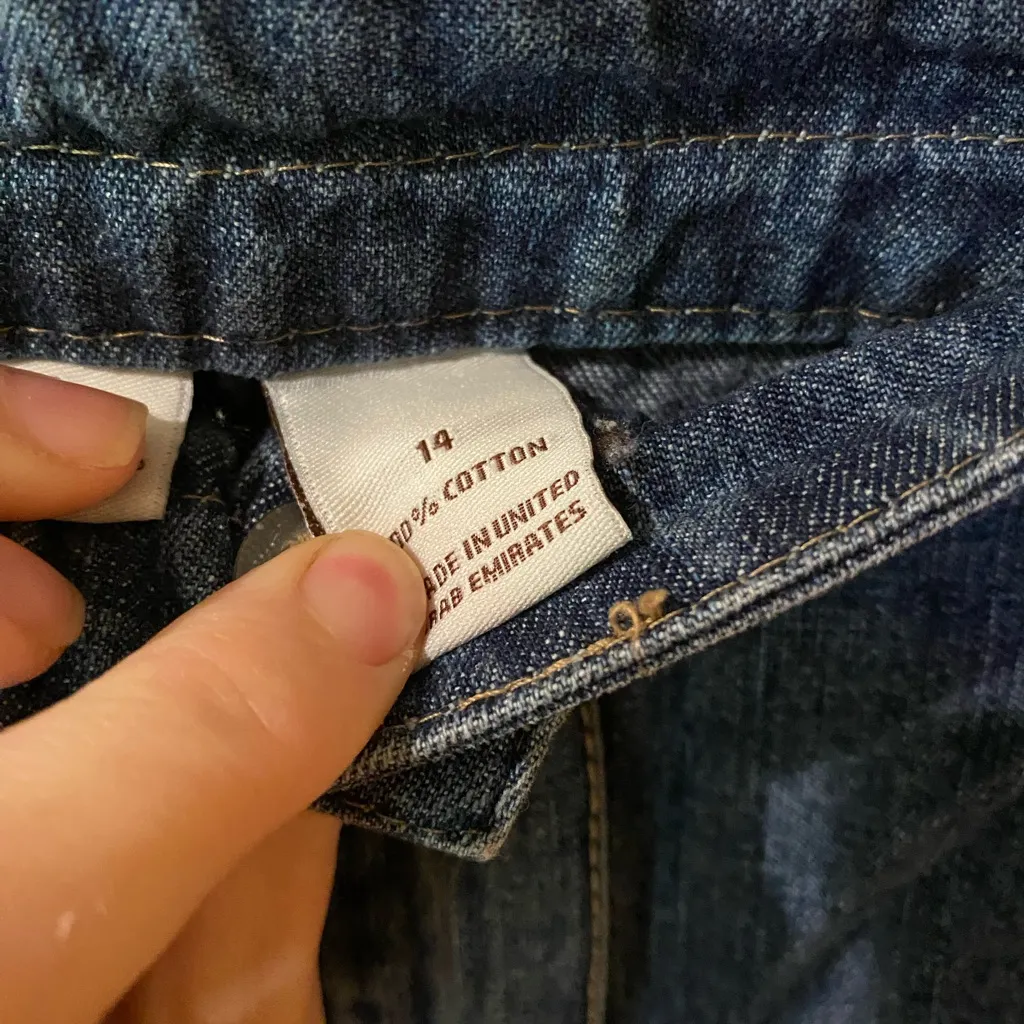 14
00% COTTON
ADE IN UNITED
RAB EMIRATES